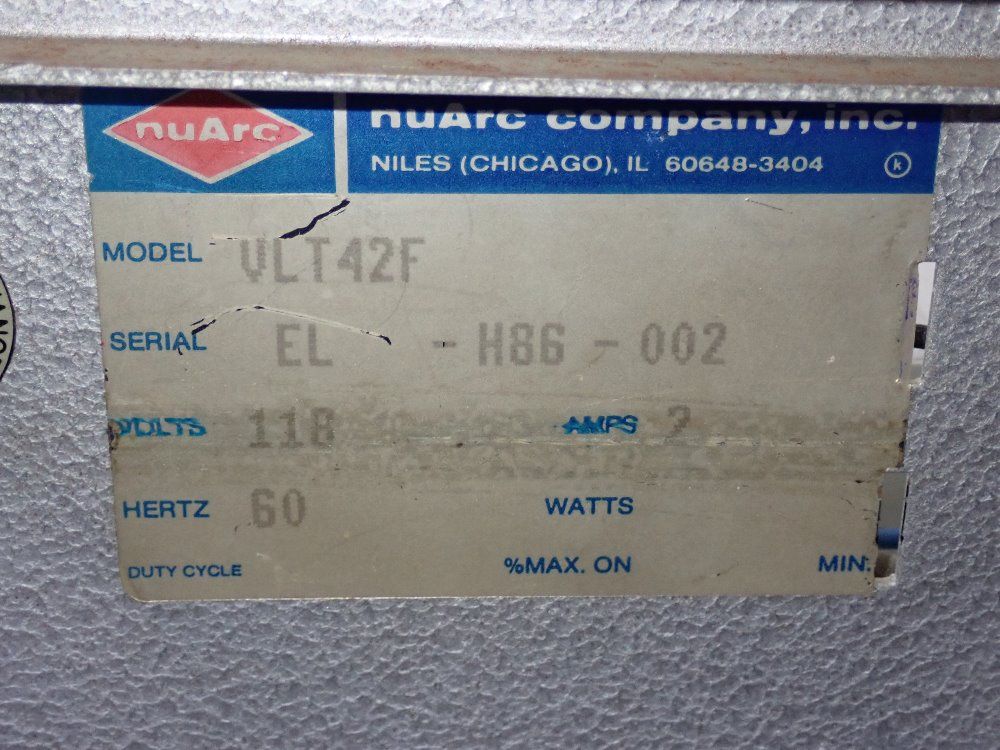 nuArc
nuArc company, inc.
NILES (CHICAGO), IL 60648-3404
k
MODEL VLT42F
SERIAL EL - H86 - 002
VOLTS 118 AMPS 2
HERTZ 60 WATTS
DUTY CYCLE %MAX. ON MIN.